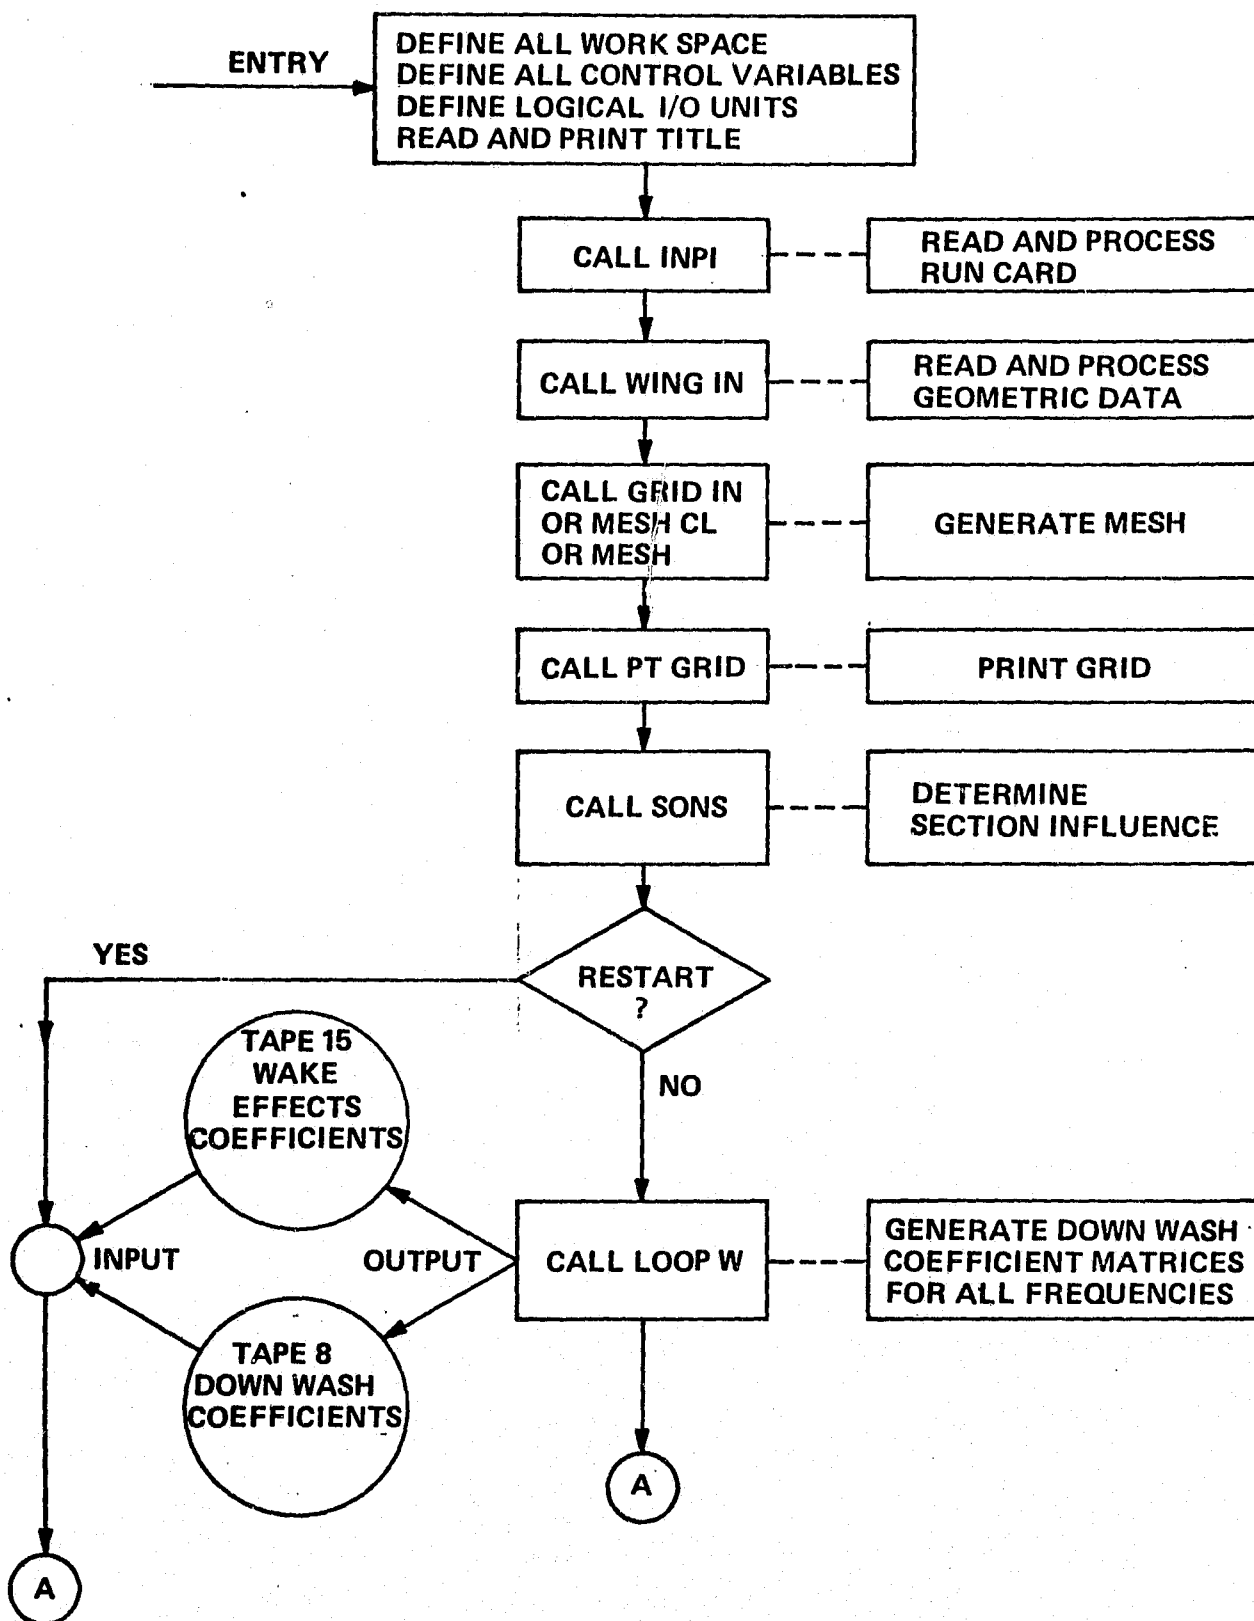 ENTRY
DEFINE ALL WORK SPACE
DEFINE ALL CONTROL VARIABLES
DEFINE LOGICAL I/O UNITS
READ AND PRINT TITLE
CALL INPI
READ AND PROCESS
RUN CARD
CALL WING IN
READ AND PROCESS
GEOMETRIC DATA
CALL GRID IN
OR MESH CL
OR MESH
GENERATE MESH
CALL PT GRID
PRINT GRID
CALL SONS
DETERMINE
SECTION INFLUENCE
RESTART
?
YES
NO
TAPE 15
WAKE
EFFECTS
COEFFICIENTS
INPUT
OUTPUT
CALL LOOP W
GENERATE DOWN WASH
COEFFICIENT MATRICES
FOR ALL FREQUENCIES
TAPE 8
DOWN WASH
COEFFICIENTS
A
A